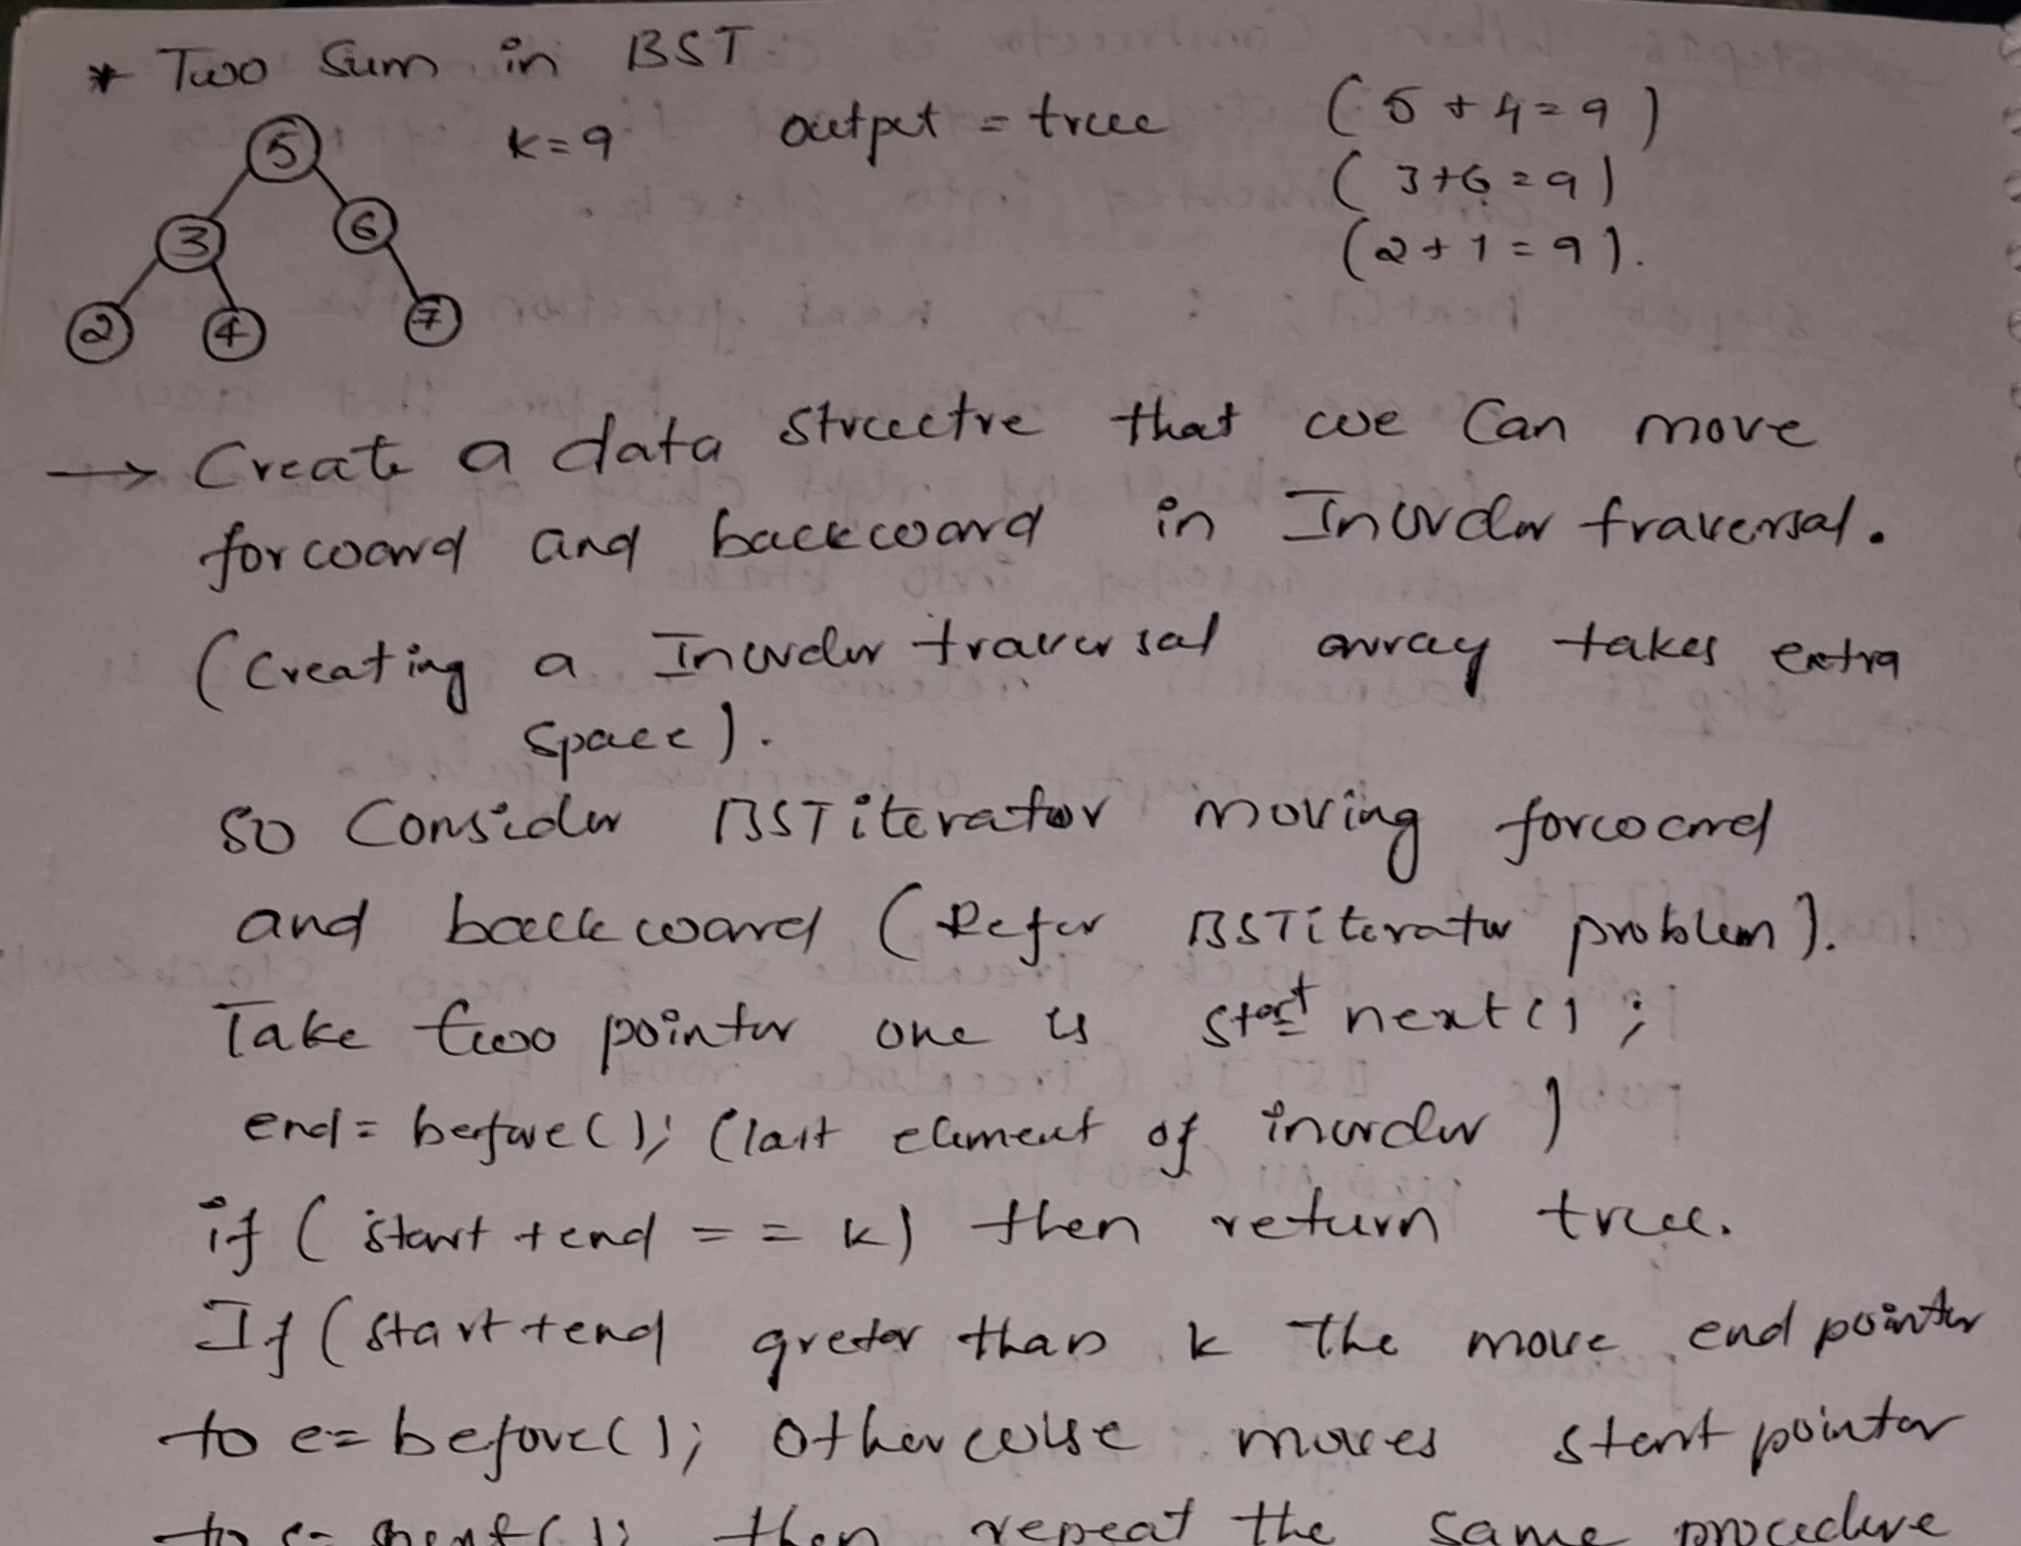 * Two Sum in BST
k=9 output = true (5+4=9)
(3+6=9)
(2+7=9).
5
3 6
2 4 7
→ Create a data structre that we can move
forward and backward in Inorder traversal.
(Creating a Inorder traversal array takes extra
space).
So Consider BSTiterator moving forward
and backward (Refer BSTiterator problem).
Take two pointer one is start next();
end = before(); (last element of inorder)
if (start + end == k) then return true.
If (start + end greter than k the move end pointer
to e=before(); otherwise moves start pointer
to s= next(); then repeat the same procedure